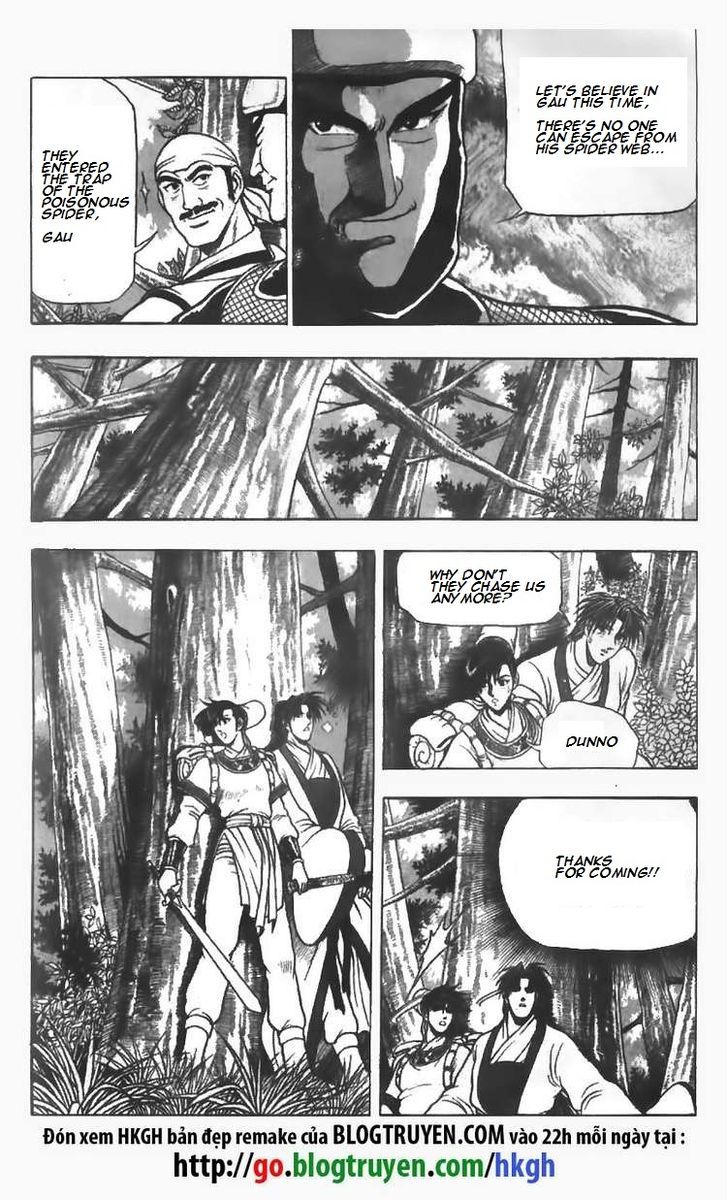 THEY
ENTERED
THE TRAP
OF THE
POISONOUS
SPIDER,
GAU
LET'S BELIEVE IN
GAU THIS TIME,
THERE'S NO ONE
CAN ESCAPE FROM
HIS SPIDER WEB...
WHY DON'T
THEY CHASE US
ANYMORE?
DUNNO
THANKS
FOR COMING!!
Đón xem HKGH bản đẹp remake của BLOGTRUYEN.COM vào 22h mỗi ngày tại :
http://go.blogtruyen.com/hkgh